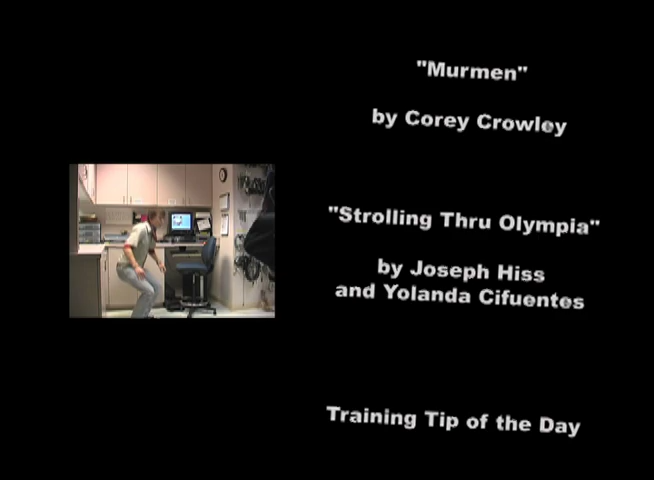 "Murmen"
by Corey Crowley
"Strolling Thru Olympia"
by Joseph Hiss
and Yolanda Cifuentes
Training Tip of the Day